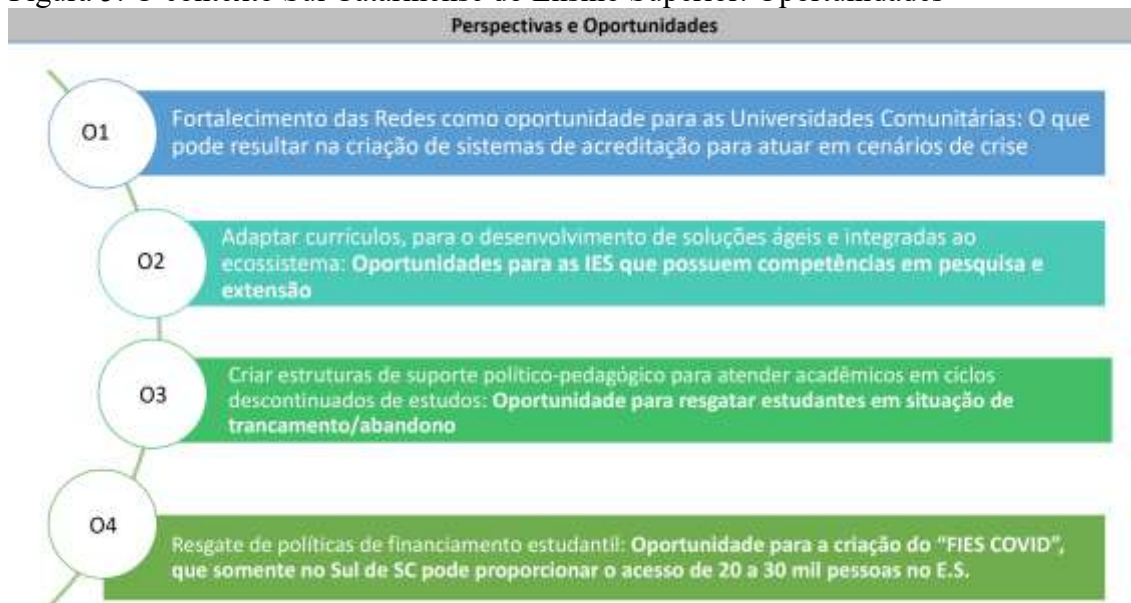 Perspectivas e Oportunidades
O1
Fortalecimento das Redes como oportunidade para as Universidades Comunitárias: O que
pode resultar na criação de sistemas de acreditação para atuar em cenários de crise
O2
Adaptar currículos, para o desenvolvimento de soluções ágeis e integradas ao
ecossistema: Oportunidades para as IES que possuem competências em pesquisa e
extensão
O3
Criar estruturas de suporte político-pedagógico para atender acadêmicos em ciclos
descontinuados de estudos: Oportunidade para resgatar estudantes em situação de
trancamento/abandono
O4
Resgate de políticas de financiamento estudantil: Oportunidade para a criação do “FIES COVID”,
que somente no Sul de SC pode proporcionar o acesso de 20 a 30 mil pessoas no E.S.